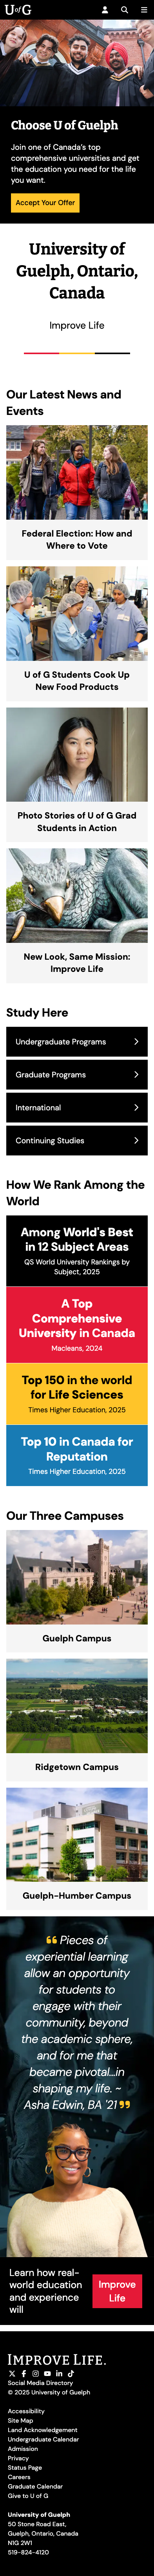 U of G
Choose U of Guelph
Join one of Canada's top
comprehensive universities and get
the education you need for the life
you want.
Accept Your Offer
University of
Guelph, Ontario,
Canada
Improve Life
Our Latest News and
Events
Federal Election: How and
Where to Vote
U of G Students Cook Up
New Food Products
Photo Stories of U of G Grad
Students in Action
New Look, Same Mission:
Improve Life
Study Here
Undergraduate Programs
Graduate Programs
International
Continuing Studies
How We Rank Among the
World
Among World's Best
in 12 Subject Areas
QS World University Rankings by
Subject, 2025
A Top
Comprehensive
University in Canada
Macleans, 2024
Top 150 in the world
for Life Sciences
Times Higher Education, 2025
Top 10 in Canada for
Reputation
Times Higher Education, 2025
Our Three Campuses
Guelph Campus
Ridgetown Campus
Guelph-Humber Campus
“ Pieces of
experiential learning
allow an opportunity
for students to
engage with their
community, beyond
the academic sphere,
and for me that
became pivotal...in
shaping my life. ~
Asha Edwin, BA '21 ”
Learn how real-
world education
and experience
will
Improve
Life
IMPROVE LIFE.
Social Media Directory
© 2025 University of Guelph
Accessibility
Site Map
Land Acknowledgement
Undergraduate Calendar
Admission
Privacy
Status Page
Careers
Graduate Calendar
Give to U of G
University of Guelph
50 Stone Road East,
Guelph, Ontario, Canada
N1G 2W1
519-824-4120